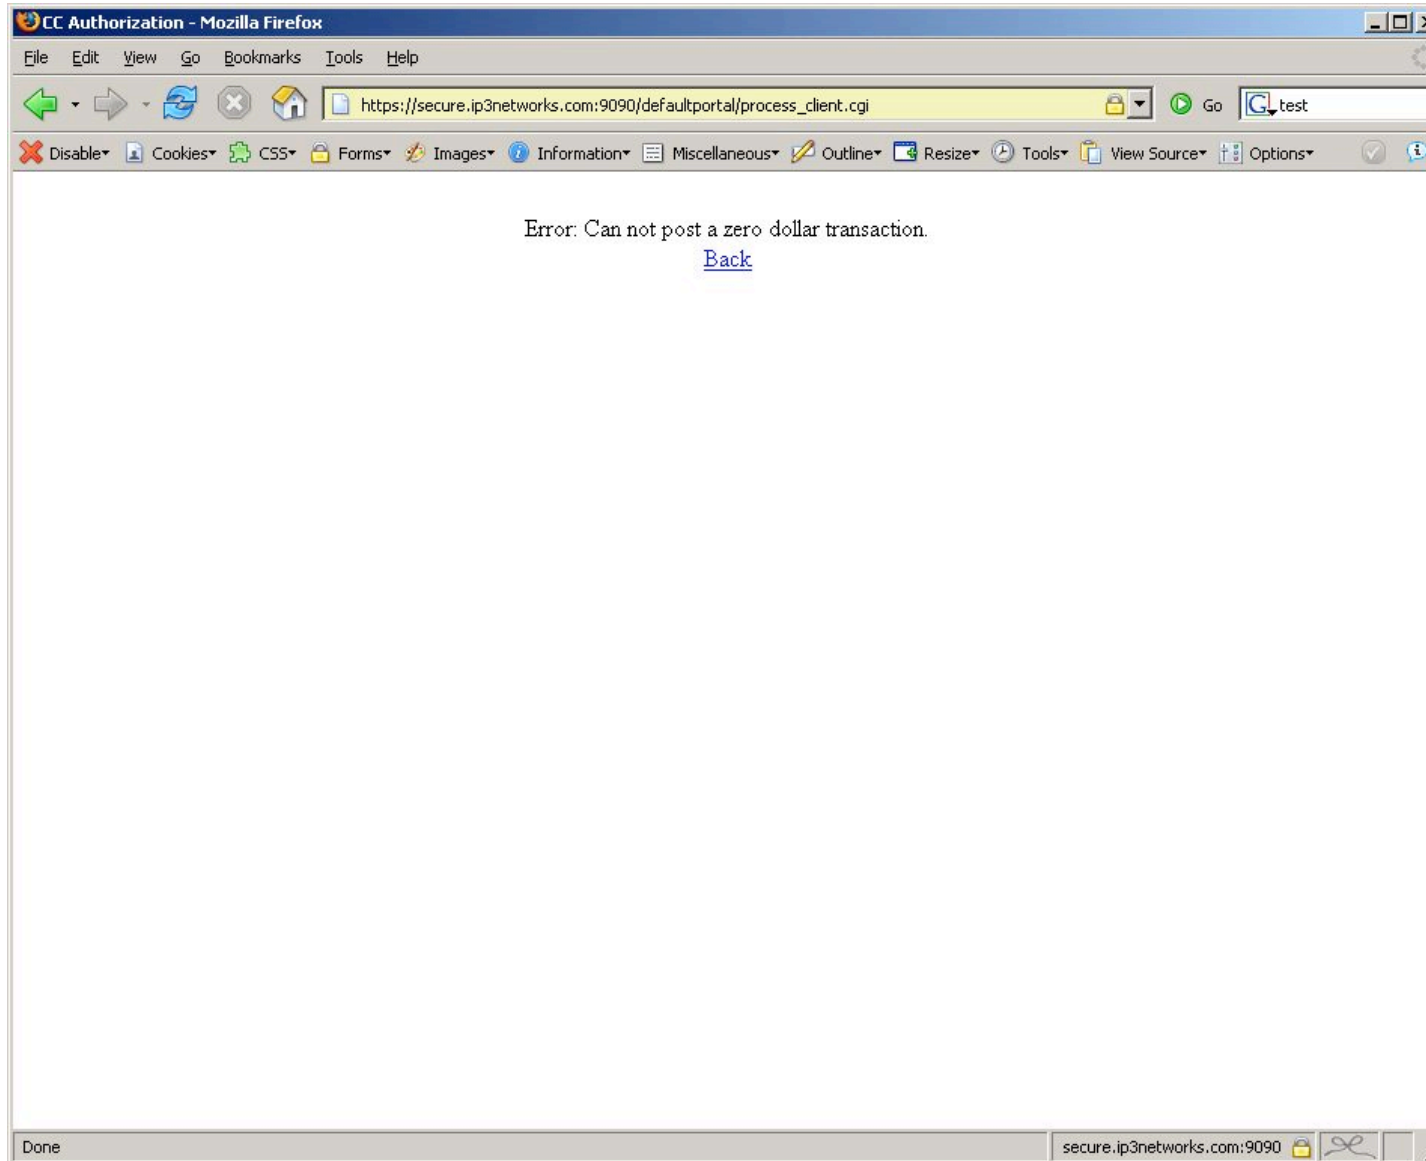 CC Authorization - Mozilla Firefox
File Edit View Go Bookmarks Tools Help
https://secure.ip3networks.com:9090/defaultportal/process_client.cgi Go G test
Disable Cookies CSS Forms Images Information Miscellaneous Outline Resize Tools View Source Options
Error: Can not post a zero dollar transaction.
Back
Done secure.ip3networks.com:9090